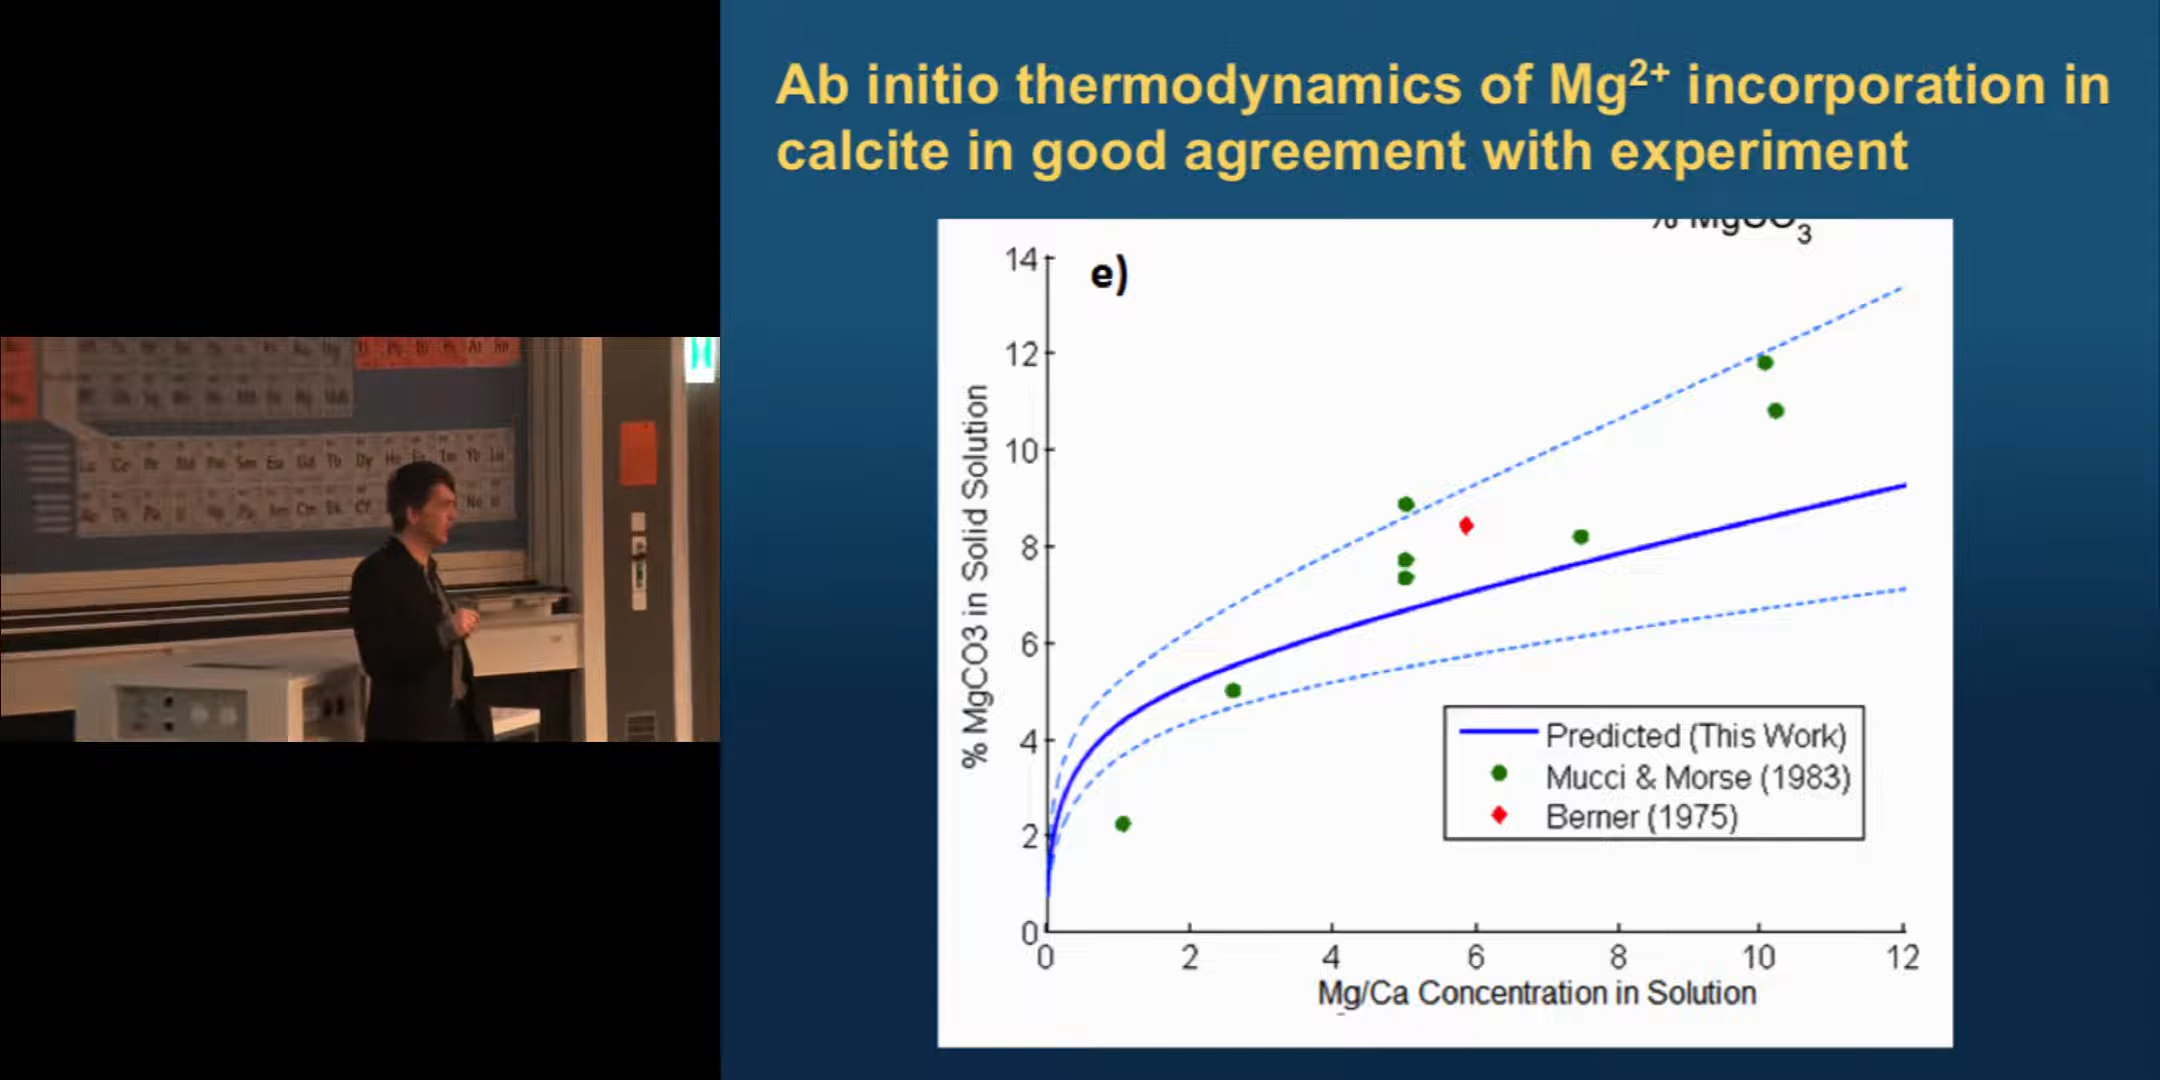 Ab initio thermodynamics of Mg²⁺ incorporation in
calcite in good agreement with experiment
% MgCO₃
e)
14
12
10
8
6
4
2
0
% MgCO3 in Solid Solution
Predicted (This Work)
Mucci & Morse (1983)
Berner (1975)
0 2 4 6 8 10 12
Mg/Ca Concentration in Solution